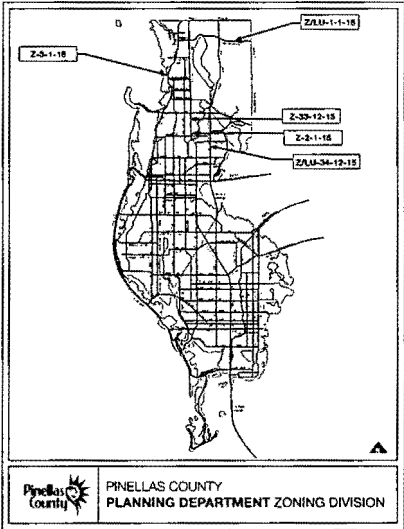 Z/LU-1-1-16
Z-3-1-16
Z-33-12-15
Z-2-1-16
Z/LU-34-12-15
Pinellas
County
PINELLAS COUNTY
PLANNING DEPARTMENT ZONING DIVISION